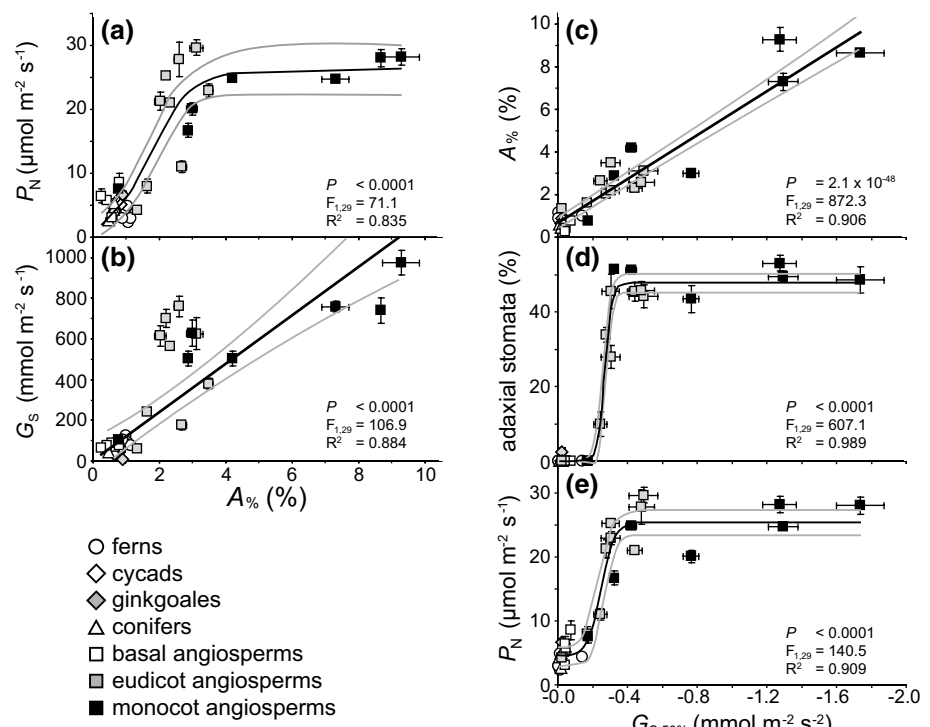 (a)
30
20
10
0
P_N (μmol m⁻² s⁻¹)
P < 0.0001
F₁,₂₉ = 71.1
R² = 0.835
(b)
1000
800
600
400
200
0
G_S (mmol m⁻² s⁻¹)
P < 0.0001
F₁,₂₉ = 106.9
R² = 0.884
0 2 4 6 8 10
A% (%)
ferns
cycads
ginkgoales
conifers
basal angiosperms
eudicot angiosperms
monocot angiosperms
(c)
10
8
6
4
2
0
A% (%)
P = 2.1 x 10⁻⁴⁸
F₁,₂₉ = 872.3
R² = 0.906
(d)
40
20
0
adaxial stomata (%)
P < 0.0001
F₁,₂₉ = 607.1
R² = 0.989
(e)
30
20
10
0
P_N (μmol m⁻² s⁻¹)
P < 0.0001
F₁,₂₉ = 140.5
R² = 0.909
-0.0 -0.4 -0.8 -1.2 -1.6 -2.0
(mmol m⁻² s⁻²)